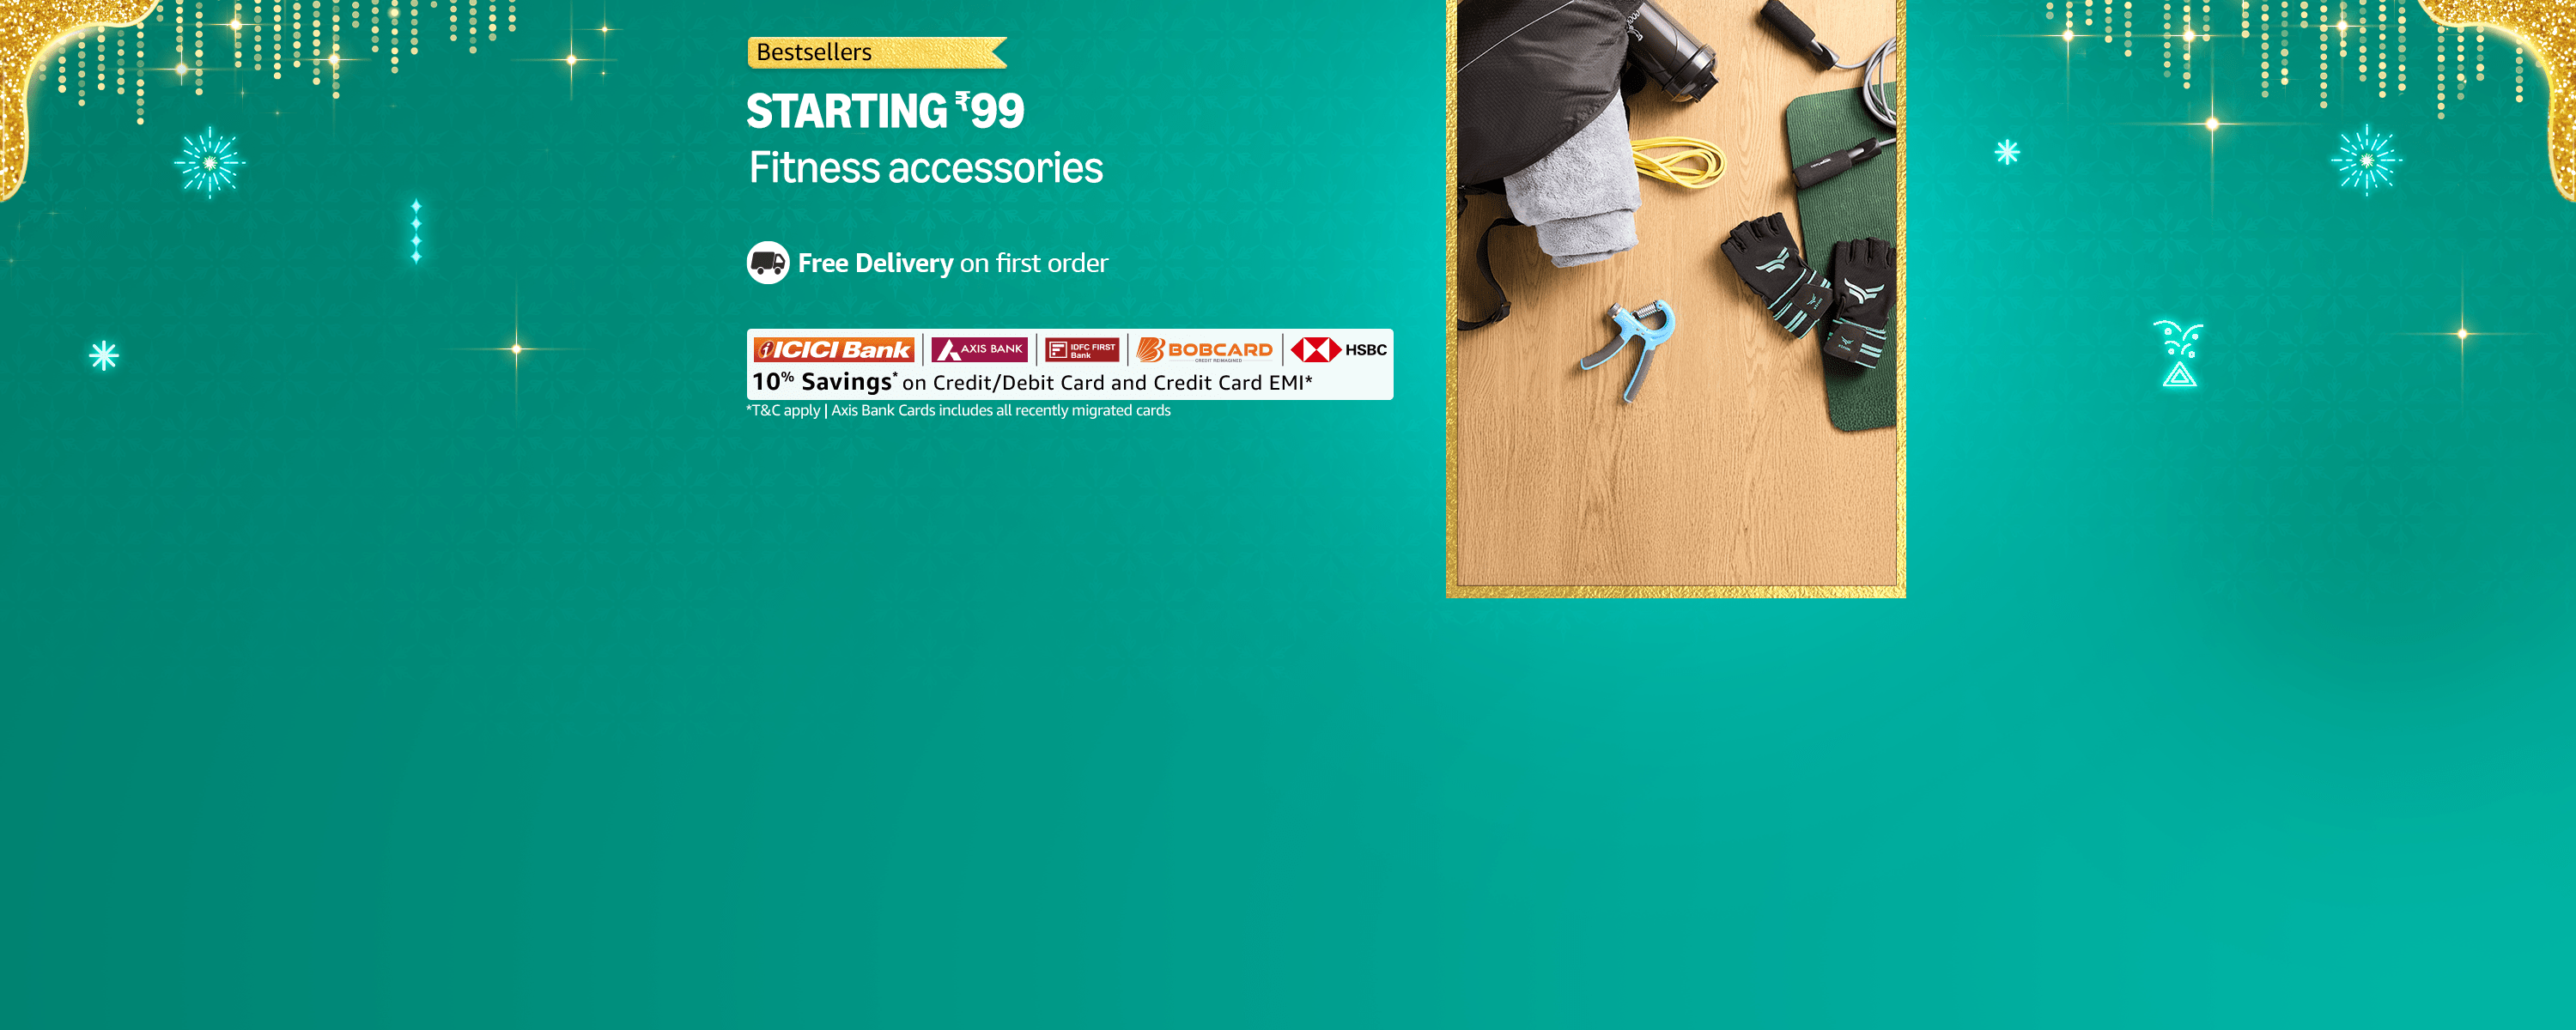 Bestsellers
STARTING ₹99
Fitness accessories
Free Delivery on first order
ICICI Bank AXIS BANK IDFC FIRST Bank BOBCARD CREDIT REIMAGINED HSBC
10% Savings* on Credit/Debit Card and Credit Card EMI*
*T&C apply | Axis Bank Cards includes all recently migrated cards